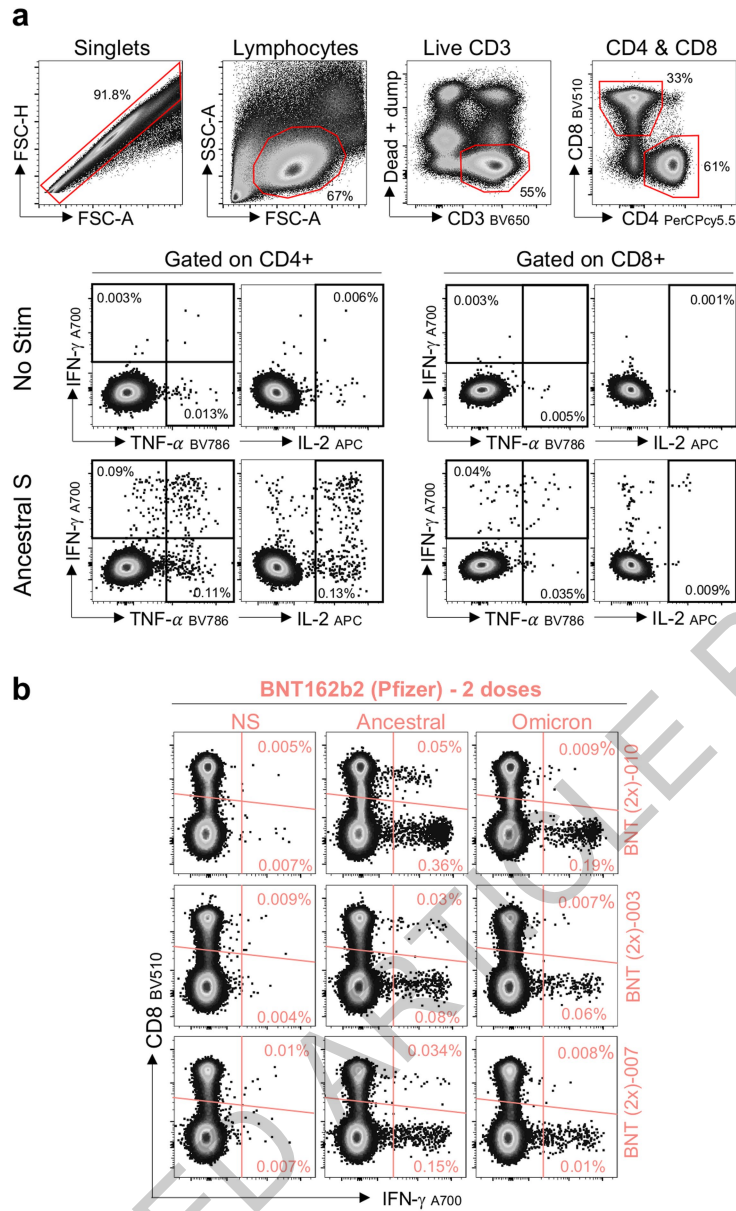 a
Singlets
Lymphocytes
Live CD3
CD4 & CD8
91.8%
67%
55%
33%
61%
FSC-H
FSC-A
SSC-A
FSC-A
Dead + dump
CD3 BV650
CD8 BV510
CD4 PerCPcy5.5
Gated on CD4+
Gated on CD8+
No Stim
0.003%
0.006%
0.003%
0.001%
0.013%
0.005%
IFN-γ A700
IFN-γ A700
TNF-α BV786
IL-2 APC
TNF-α BV786
IL-2 APC
Ancestral S
0.09%
0.04%
0.11%
0.13%
0.035%
0.009%
IFN-γ A700
IFN-γ A700
TNF-α BV786
IL-2 APC
TNF-α BV786
IL-2 APC
b
BNT162b2 (Pfizer) - 2 doses
NS
Ancestral
Omicron
0.005%
0.05%
0.009%
0.007%
0.36%
0.19%
BNT (2x)-010
0.009%
0.03%
0.007%
0.004%
0.08%
0.06%
BNT (2x)-003
0.01%
0.034%
0.008%
0.007%
0.15%
0.01%
BNT (2x)-007
CD8 BV510
IFN-γ A700
ED ARTICLE P